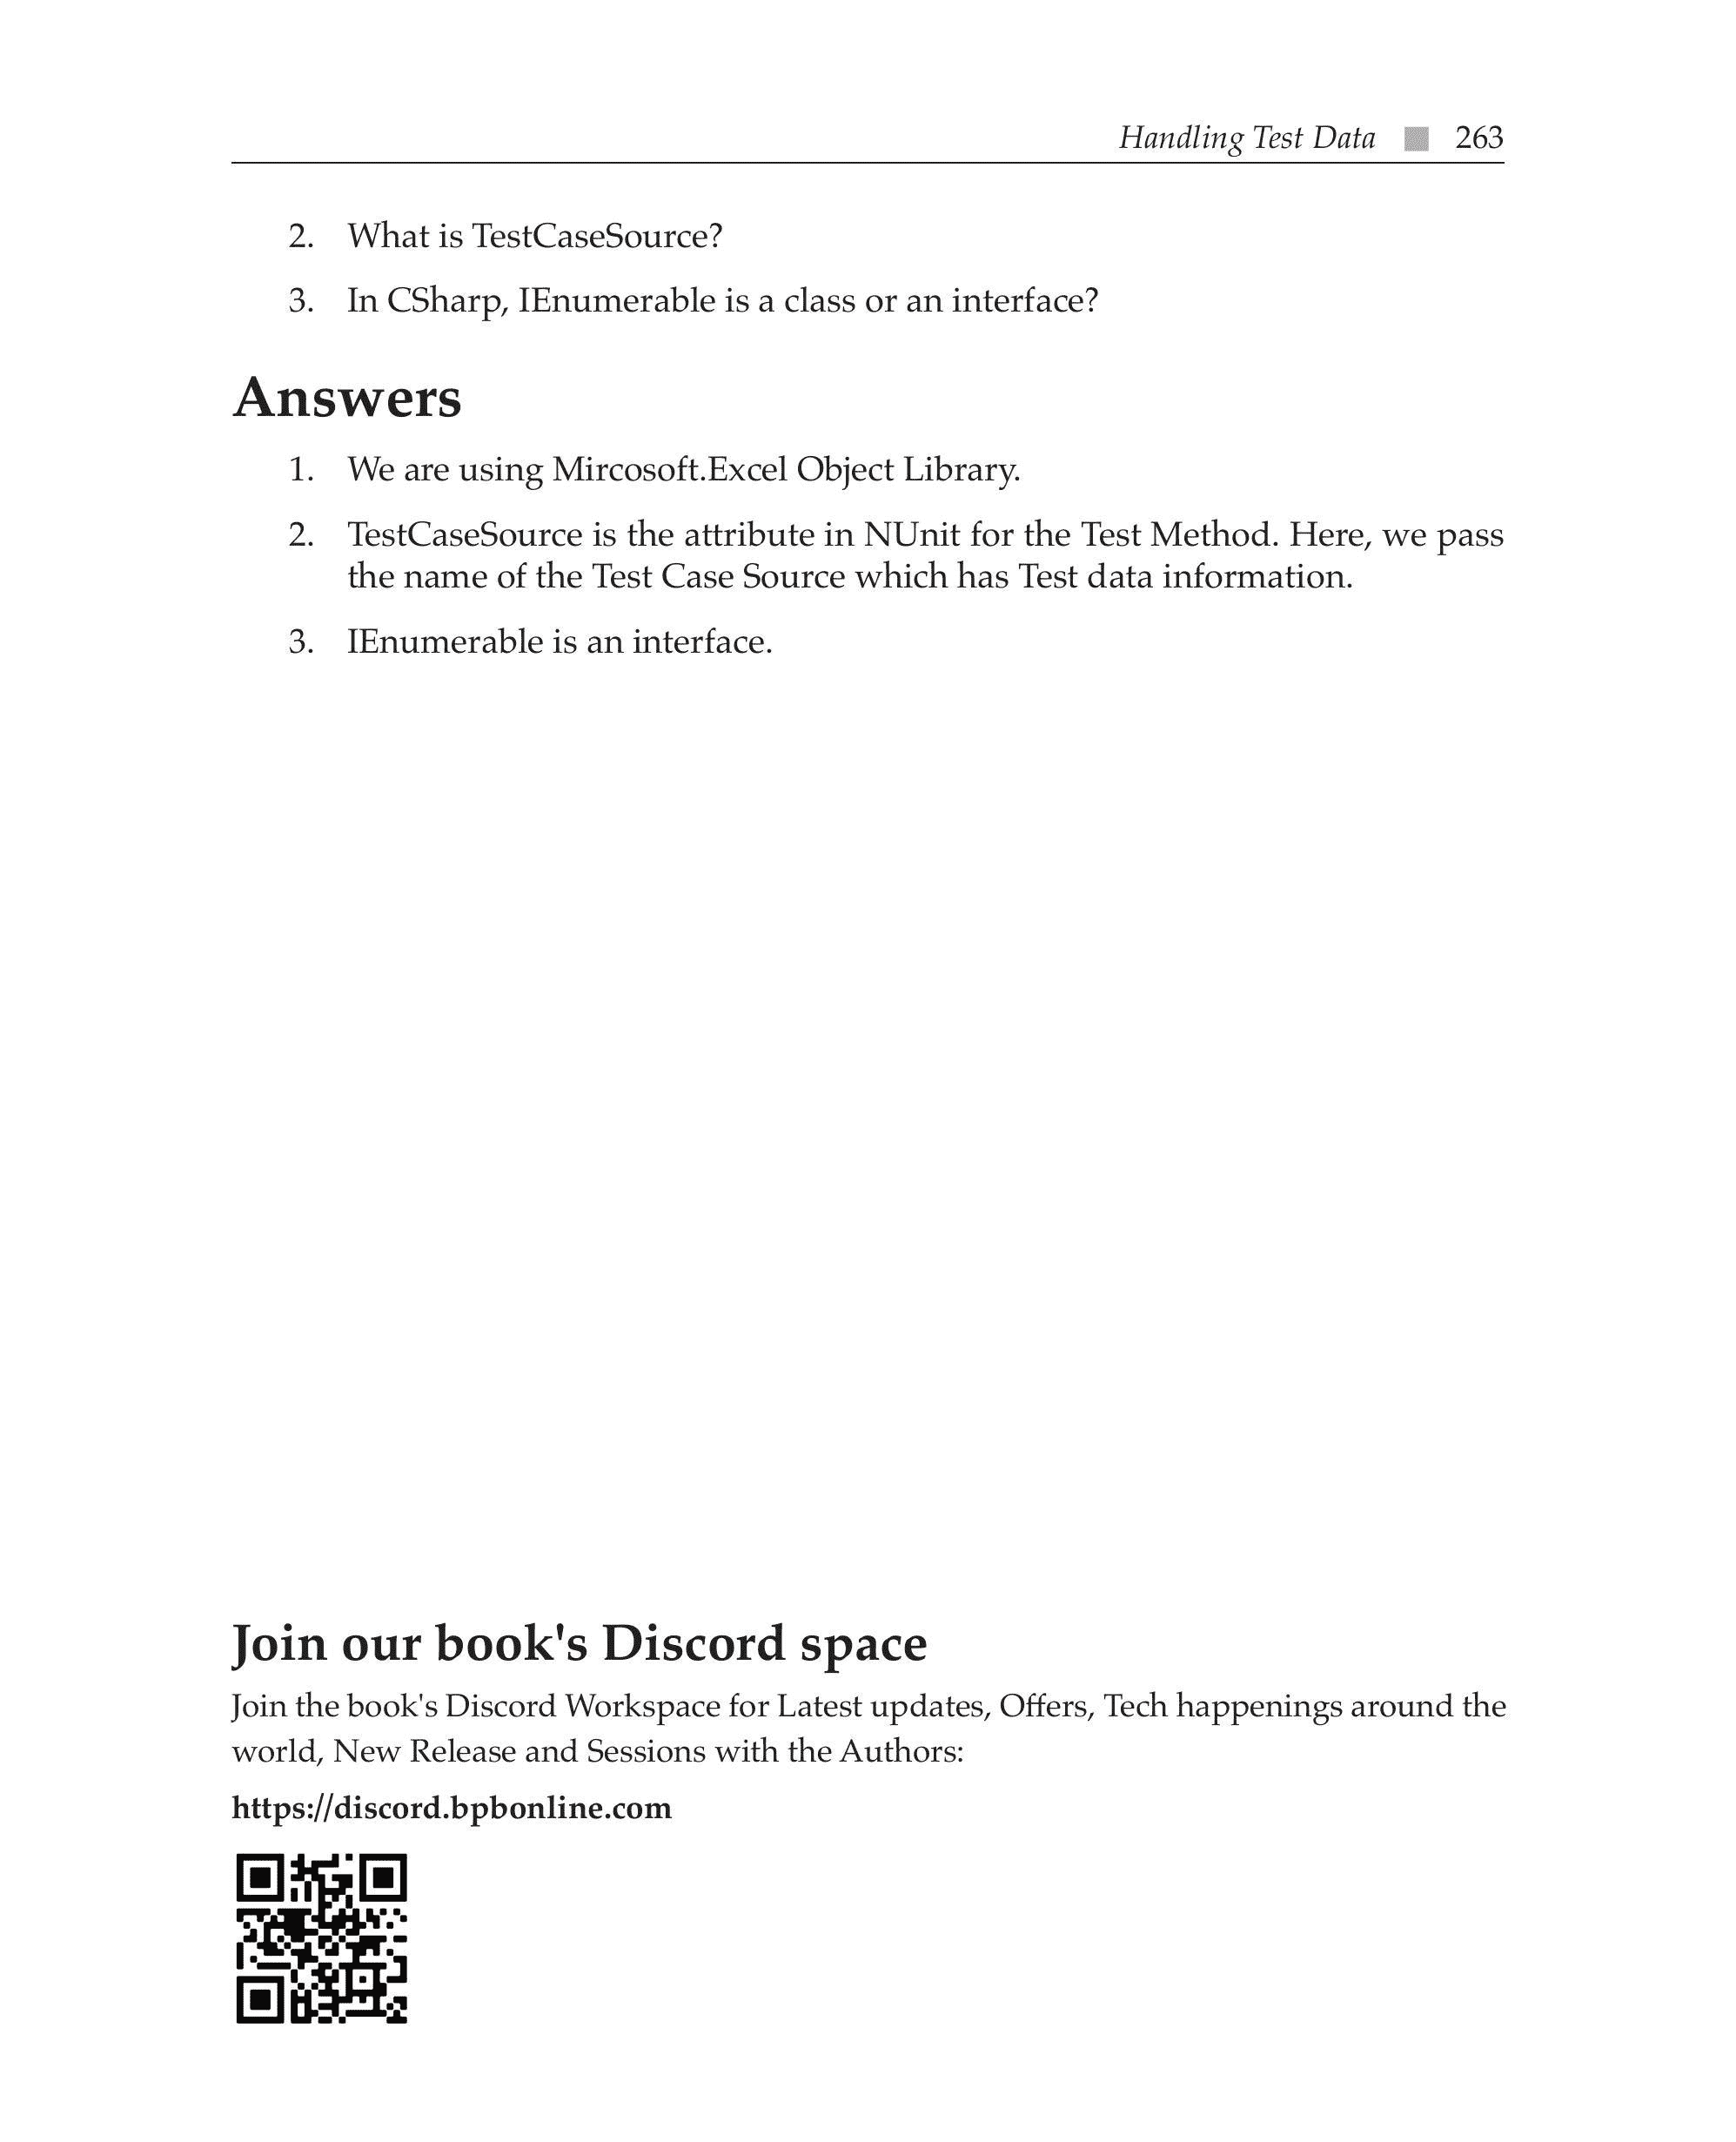 Handling Test Data 263
2. What is TestCaseSource?
3. In CSharp, IEnumerable is a class or an interface?
Answers
1. We are using Mircosoft.Excel Object Library.
2. TestCaseSource is the attribute in NUnit for the Test Method. Here, we pass
the name of the Test Case Source which has Test data information.
3. IEnumerable is an interface.
Join our book's Discord space
Join the book's Discord Workspace for Latest updates, Offers, Tech happenings around the
world, New Release and Sessions with the Authors:
https://discord.bpbonline.com